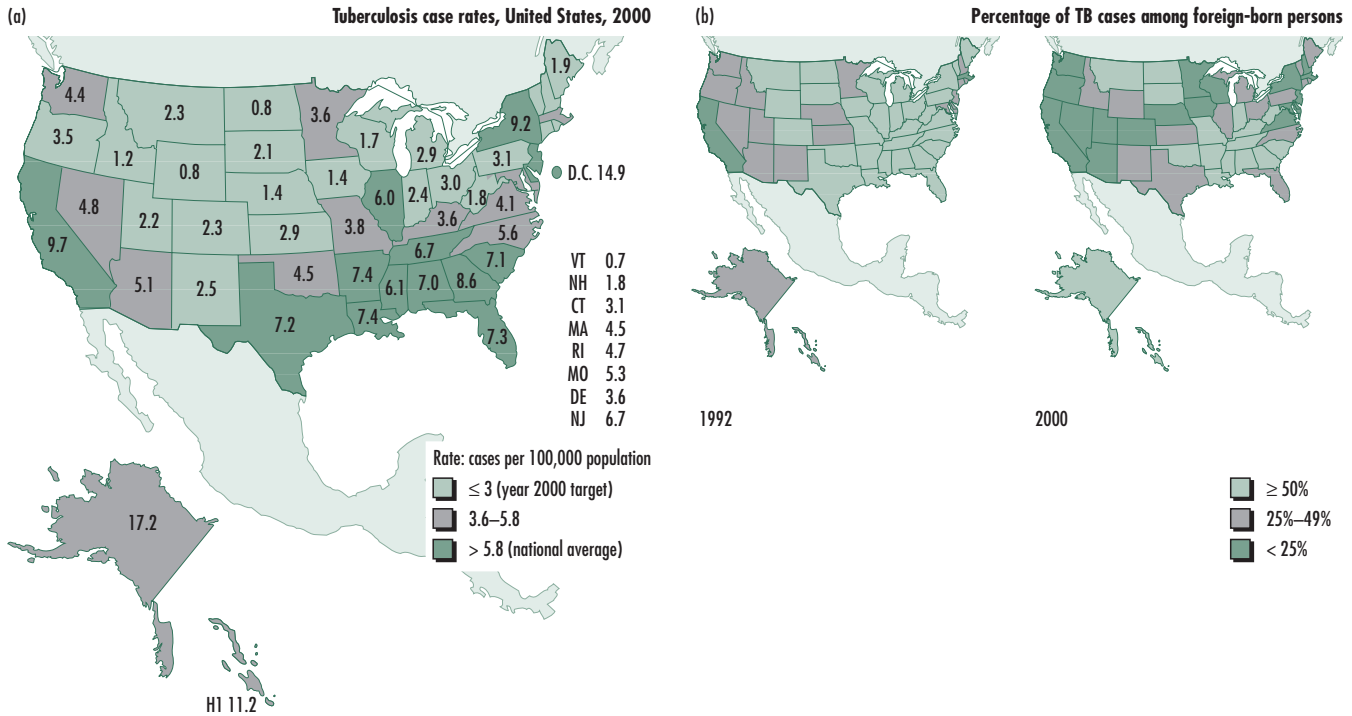 (a)
Tuberculosis case rates, United States, 2000
1.9
4.4
2.3
0.8
3.6
9.2
3.5
1.7
2.9
2.1
3.1
1.2
0.8
D.C. 14.9
1.4
1.4
6.0
2.4
3.0
1.8
4.8
4.1
2.2
2.3
2.9
3.8
3.6
5.6
9.7
6.7
7.1
5.1
2.5
4.5
7.4
6.1
7.0
8.6
7.2
7.4
7.3
VT 0.7
NH 1.8
CT 3.1
MA 4.5
RI 4.7
MO 5.3
DE 3.6
NJ 6.7
Rate: cases per 100,000 population
≤ 3 (year 2000 target)
3.6–5.8
> 5.8 (national average)
17.2
H1 11.2
(b)
Percentage of TB cases among foreign-born persons
1992
2000
≥ 50%
25%–49%
< 25%